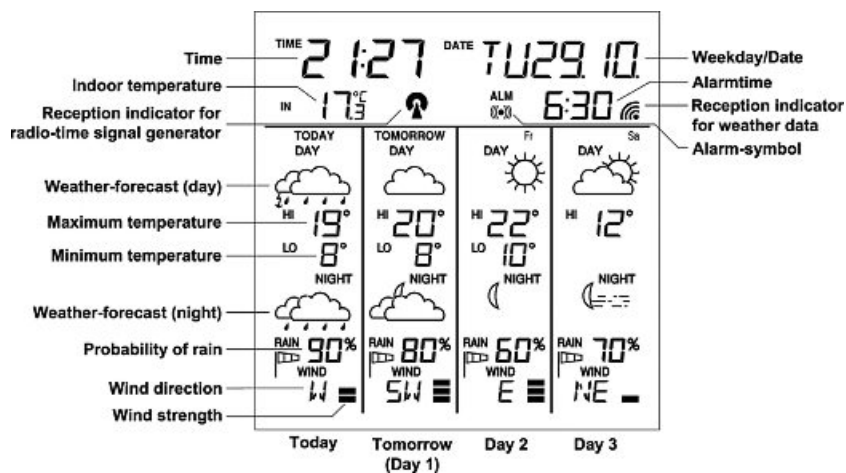 Time
Indoor temperature
Reception indicator for
radio-time signal generator
Weather-forecast (day)
Maximum temperature
Minimum temperature
Weather-forecast (night)
Probability of rain
Wind direction
Wind strength
TIME 21:27 DATE TU29.10.
IN 17.3°C ALM 6:30
TODAY TOMORROW Fr Sa
DAY DAY DAY DAY
HI 19° HI 20° HI 22° HI 12°
LO 8° LO 8° LO 10°
NIGHT NIGHT NIGHT NIGHT
RAIN 90% RAIN 80% RAIN 60% RAIN 70%
WIND WIND WIND WIND
W SW E NE
Weekday/Date
Alarmtime
Reception indicator
for weather data
Alarm-symbol
Today Tomorrow Day 2 Day 3
(Day 1)